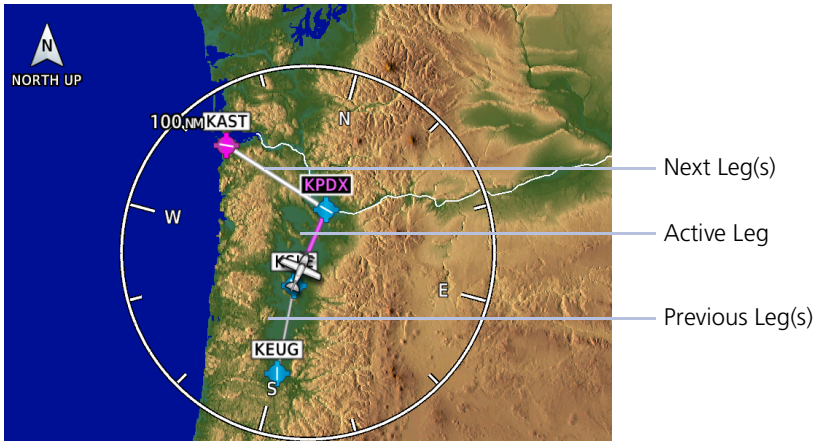 N
NORTH UP
100NM KAST
N
KPDX
W
E
KEUG
S
Next Leg(s)
Active Leg
Previous Leg(s)